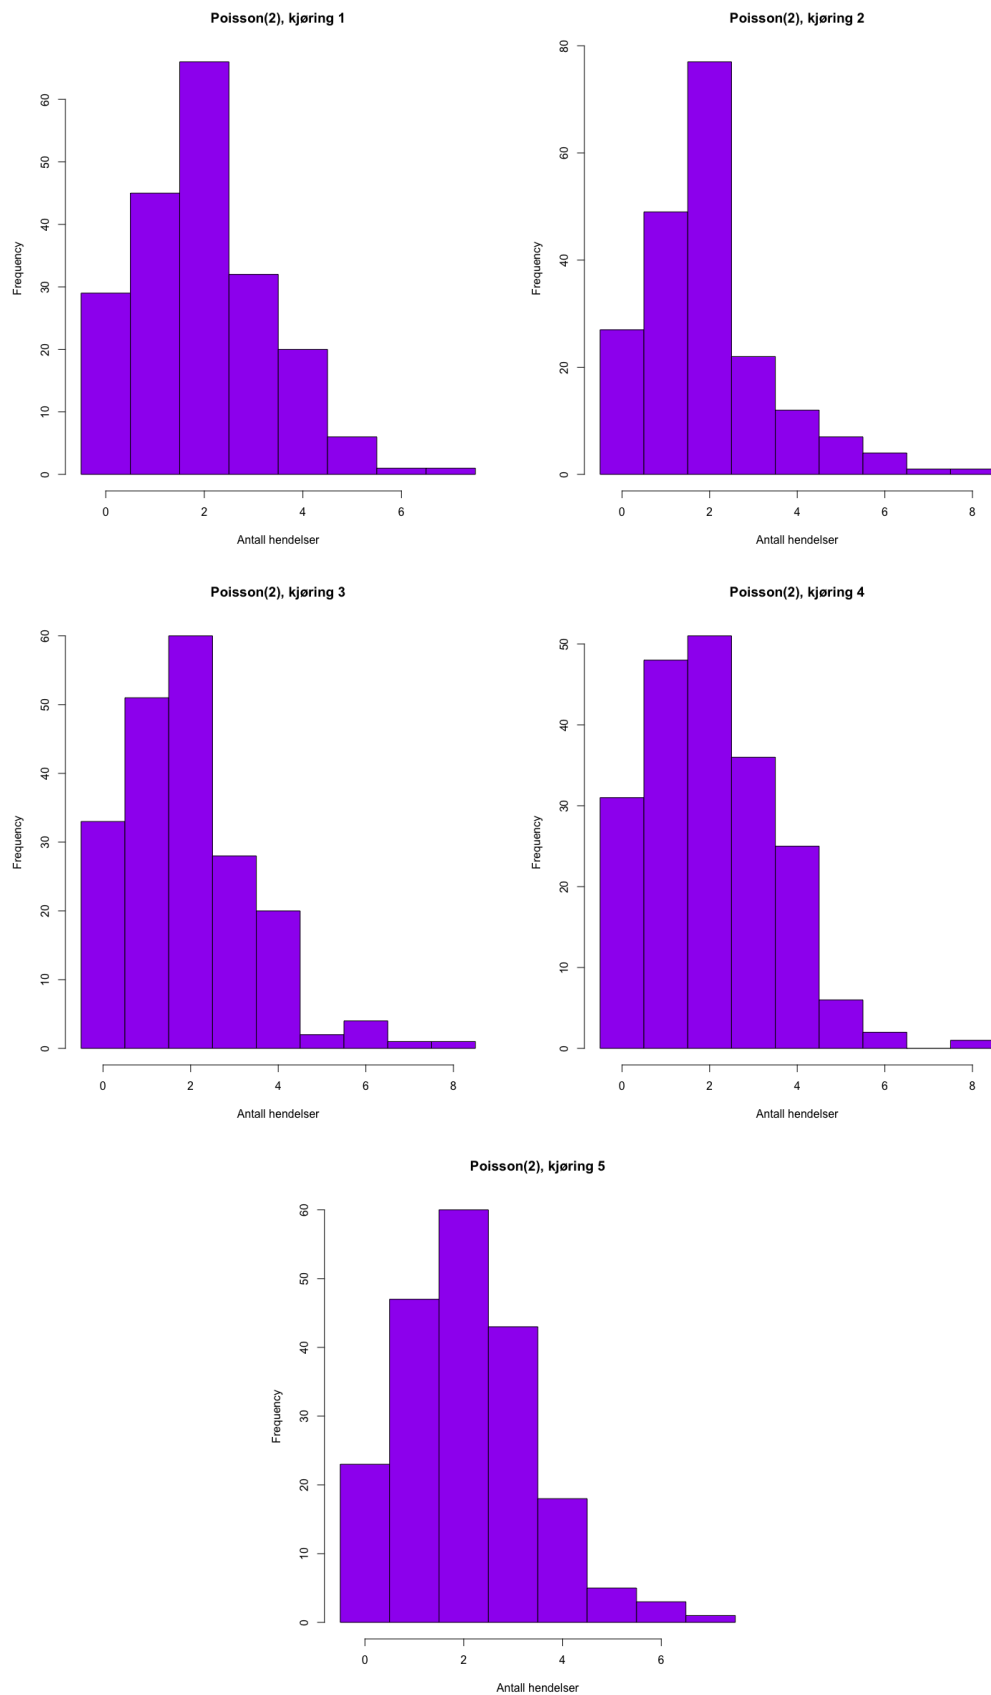 Poisson(2), kjøring 1
Frequency
60
50
40
30
20
10
0
0 2 4 6
Antall hendelser
Poisson(2), kjøring 2
Frequency
80
60
40
20
0
0 2 4 6 8
Antall hendelser
Poisson(2), kjøring 3
Frequency
60
50
40
30
20
10
0
0 2 4 6 8
Antall hendelser
Poisson(2), kjøring 4
Frequency
50
40
30
20
10
0
0 2 4 6 8
Antall hendelser
Poisson(2), kjøring 5
Frequency
60
50
40
30
20
10
0
0 2 4 6
Antall hendelser